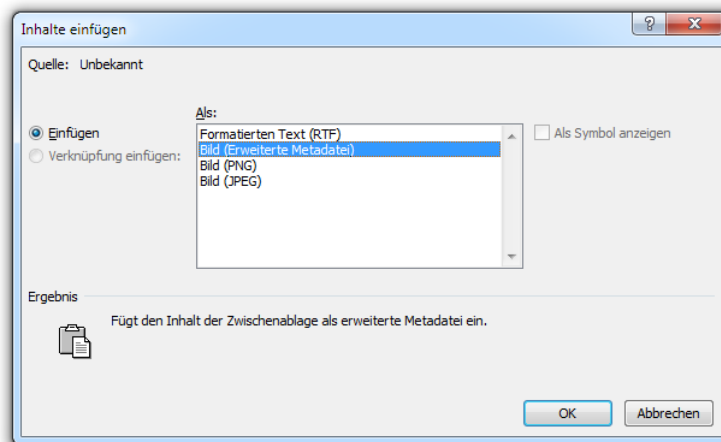 Inhalte einfügen
Quelle: Unbekannt
Als:
Einfügen
Verknüpfung einfügen:
Formatierten Text (RTF)
Bild (Erweiterte Metadatei)
Bild (PNG)
Bild (JPEG)
Als Symbol anzeigen
Ergebnis
Fügt den Inhalt der Zwischenablage als erweiterte Metadatei ein.
OK
Abbrechen